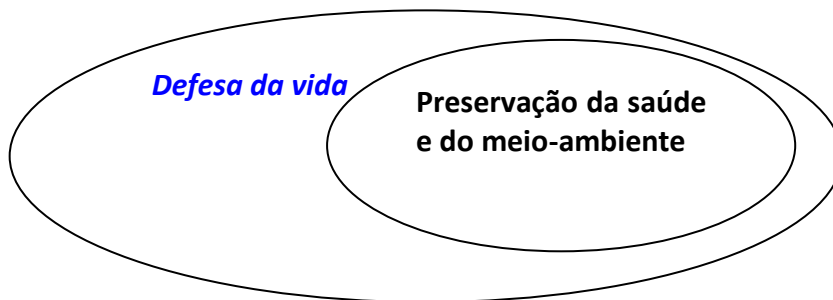 Defesa da vida
Preservação da saúde
e do meio-ambiente